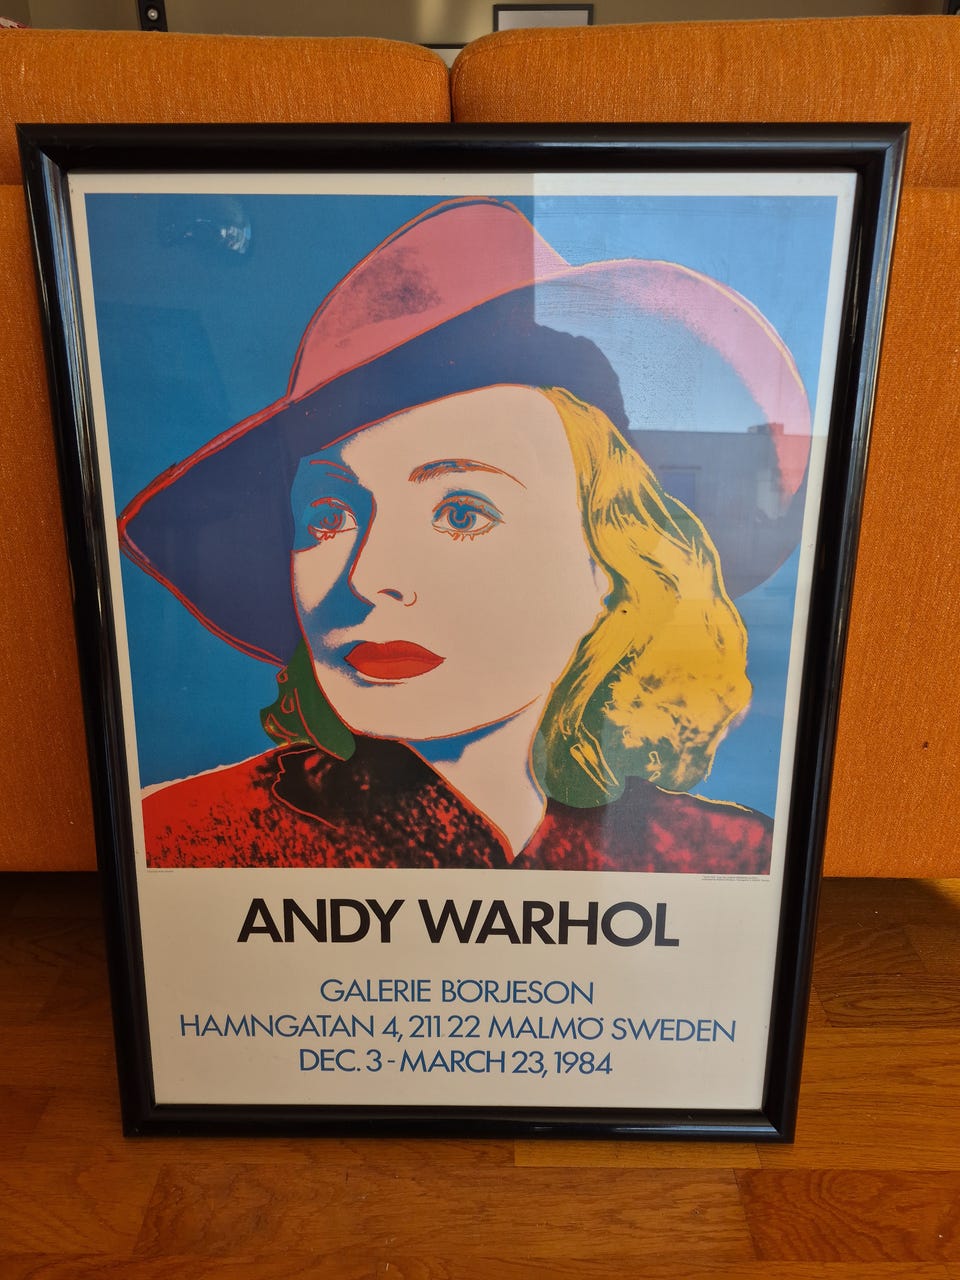 ANDY WARHOL
GALERIE BÖRJESON
HAMNGATAN 4, 211 22 MALMÖ SWEDEN
DEC. 3 - MARCH 23, 1984